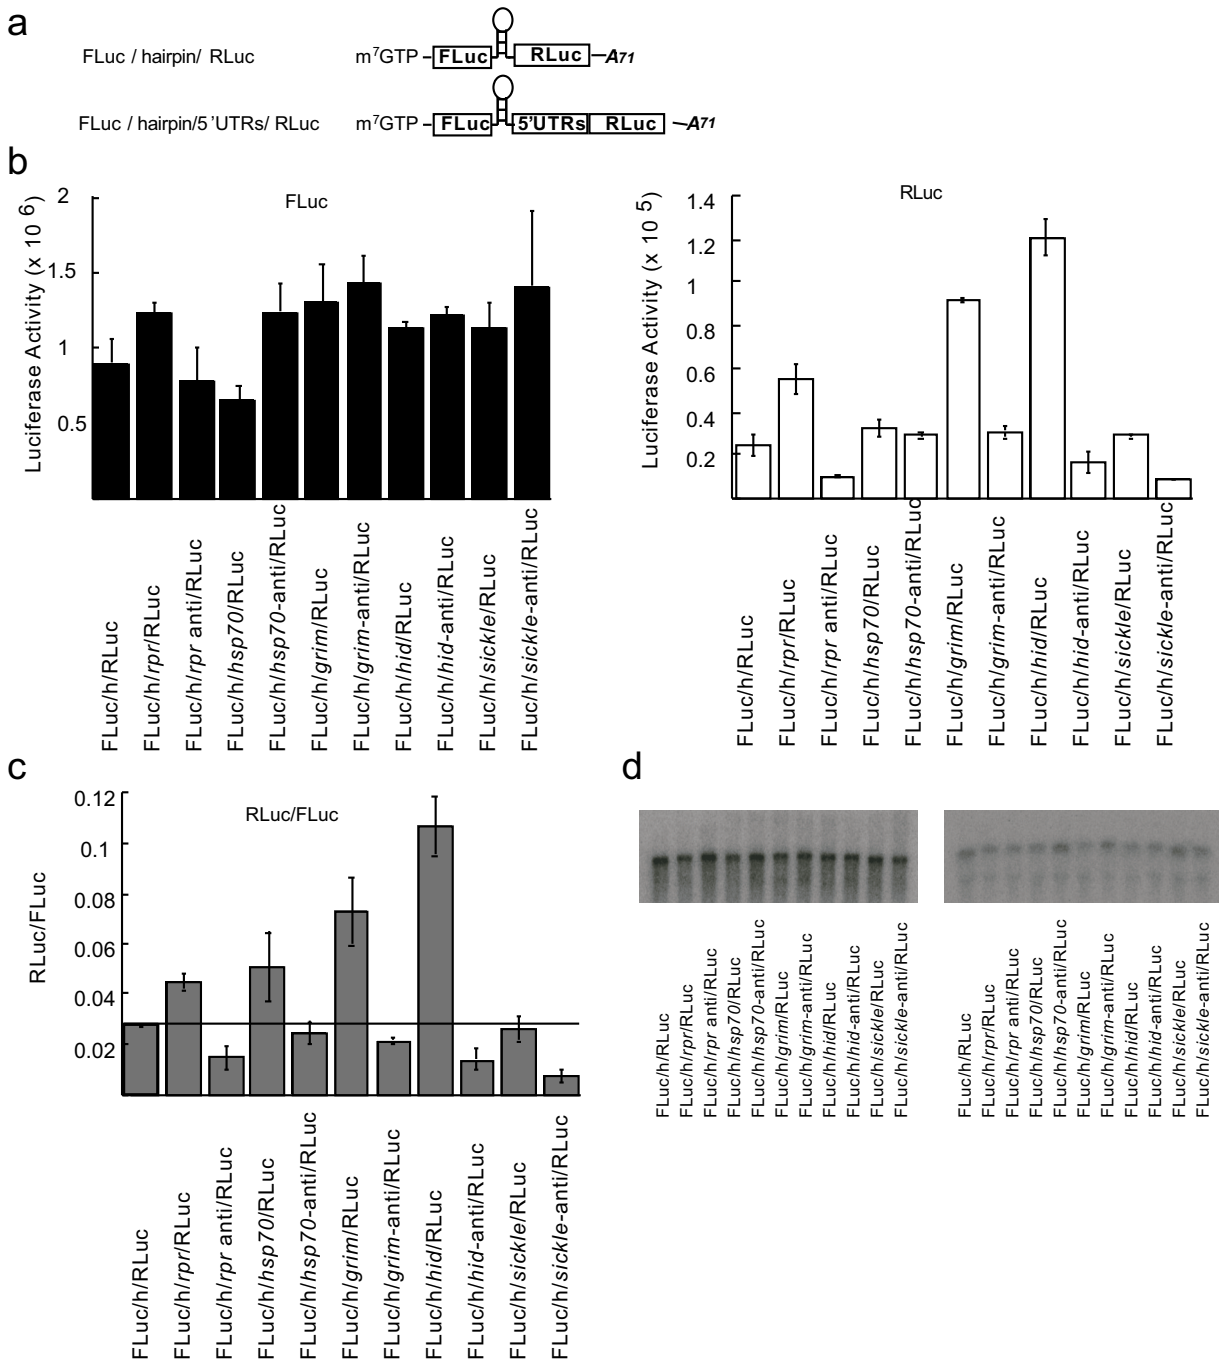 a
FLuc / hairpin/ RLuc
m7GTP
FLuc
RLuc
A71
FLuc / hairpin/5'UTRs/ RLuc
m7GTP
FLuc
5'UTRs
RLuc
A71
b
Luciferase Activity (x 10 6)
2
1.5
1
0.5
FLuc
FLuc/h/RLuc
FLuc/h/rpr/RLuc
FLuc/h/rpr anti/RLuc
FLuc/h/hsp70/RLuc
FLuc/h/hsp70-anti/RLuc
FLuc/h/grim/RLuc
FLuc/h/grim-anti/RLuc
FLuc/h/hid/RLuc
FLuc/h/hid-anti/RLuc
FLuc/h/sickle/RLuc
FLuc/h/sickle-anti/RLuc
Luciferase Activity (x 10 5)
1.4
1.2
1
0.8
0.6
0.4
0.2
RLuc
FLuc/h/RLuc
FLuc/h/rpr/RLuc
FLuc/h/rpr anti/RLuc
FLuc/h/hsp70/RLuc
FLuc/h/hsp70-anti/RLuc
FLuc/h/grim/RLuc
FLuc/h/grim-anti/RLuc
FLuc/h/hid/RLuc
FLuc/h/hid-anti/RLuc
FLuc/h/sickle/RLuc
FLuc/h/sickle-anti/RLuc
c
RLuc/FLuc
0.12
0.1
0.08
0.06
0.04
0.02
RLuc/FLuc
FLuc/h/RLuc
FLuc/h/rpr/RLuc
FLuc/h/rpr anti/RLuc
FLuc/h/hsp70/RLuc
FLuc/h/hsp70-anti/RLuc
FLuc/h/grim/RLuc
FLuc/h/grim-anti/RLuc
FLuc/h/hid/RLuc
FLuc/h/hid-anti/RLuc
FLuc/h/sickle/RLuc
FLuc/h/sickle-anti/RLuc
d
FLuc/h/RLuc
FLuc/h/rpr/RLuc
FLuc/h/rpr anti/RLuc
FLuc/h/hsp70/RLuc
FLuc/h/hsp70-anti/RLuc
FLuc/h/grim/RLuc
FLuc/h/grim-anti/RLuc
FLuc/h/hid/RLuc
FLuc/h/hid-anti/RLuc
FLuc/h/sickle/RLuc
FLuc/h/sickle-anti/RLuc
FLuc/h/RLuc
FLuc/h/rpr/RLuc
FLuc/h/rpr anti/RLuc
FLuc/h/hsp70/RLuc
FLuc/h/hsp70-anti/RLuc
FLuc/h/grim/RLuc
FLuc/h/grim-anti/RLuc
FLuc/h/hid/RLuc
FLuc/h/hid-anti/RLuc
FLuc/h/sickle/RLuc
FLuc/h/sickle-anti/RLuc